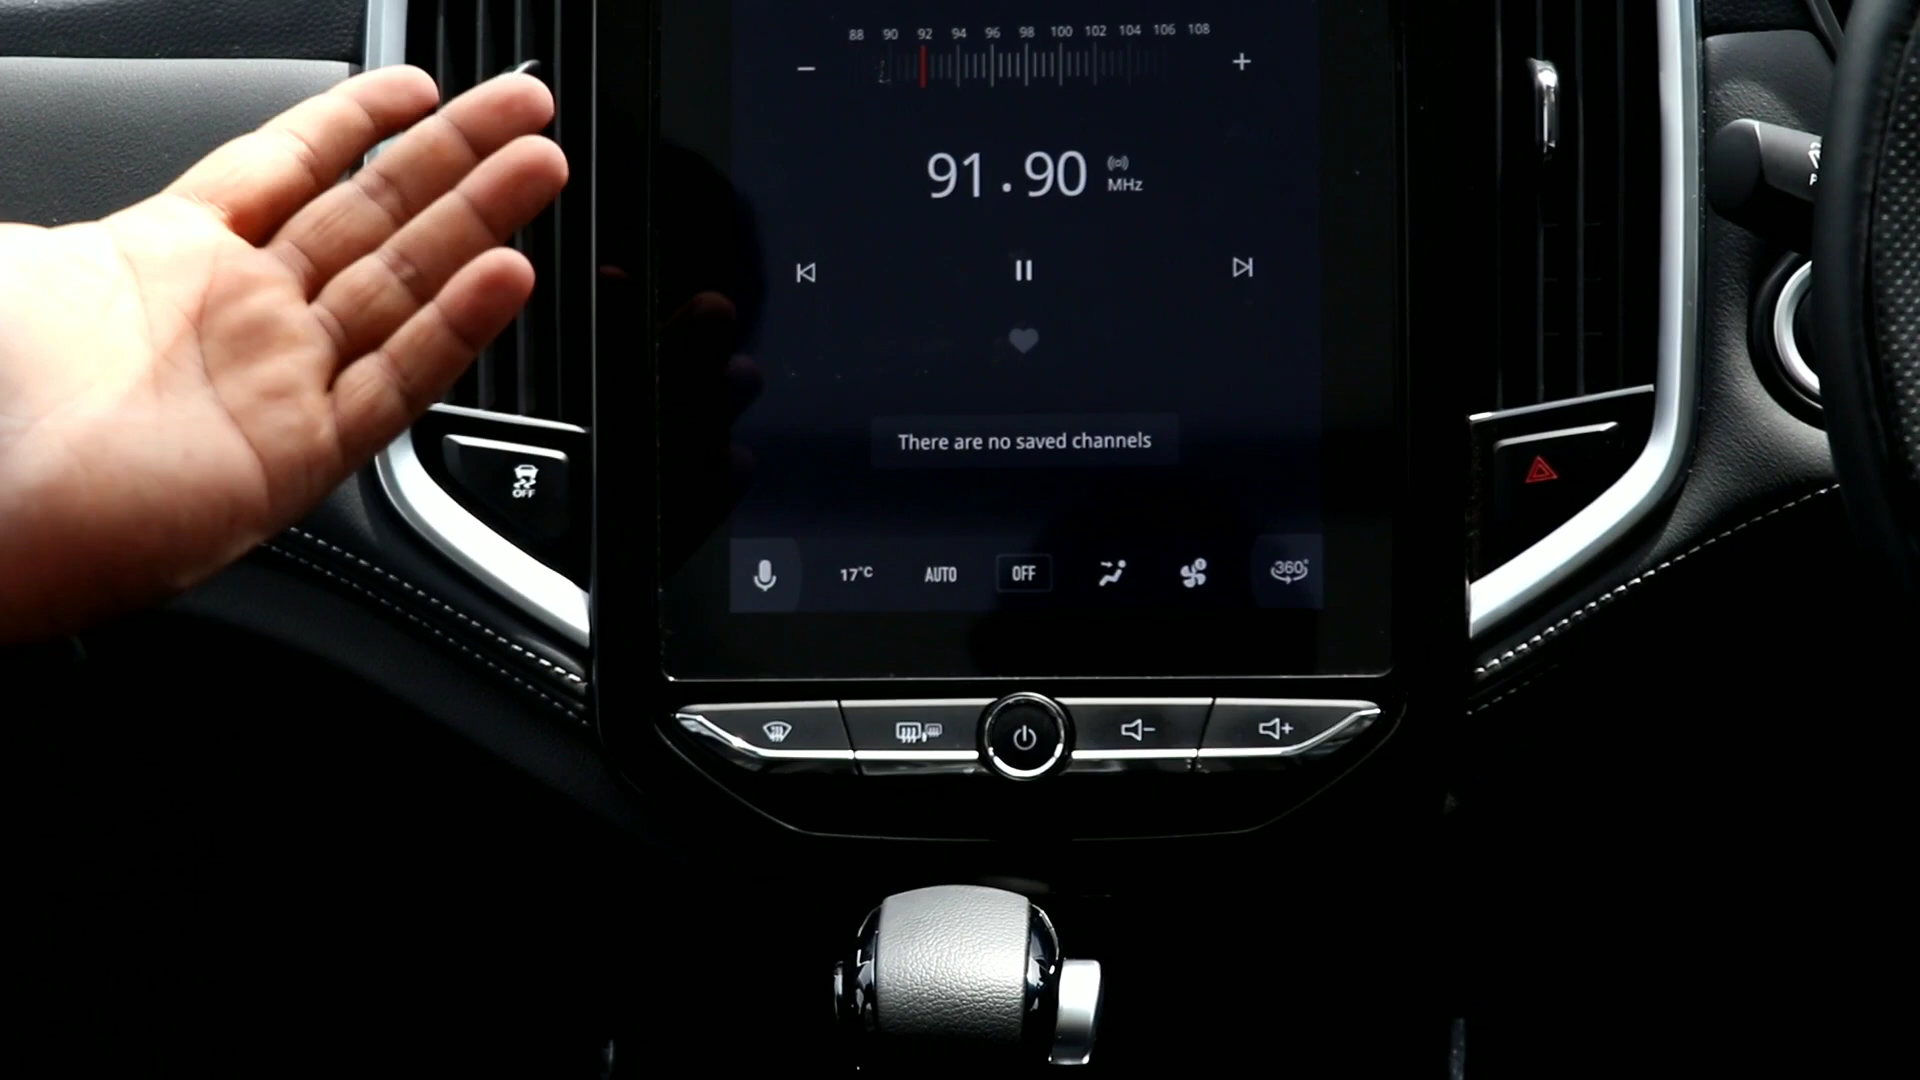 88 90 92 94 96 98 100 102 104 106 108
91.90 MHz
There are no saved channels
17°C AUTO OFF 360°
OFF
P